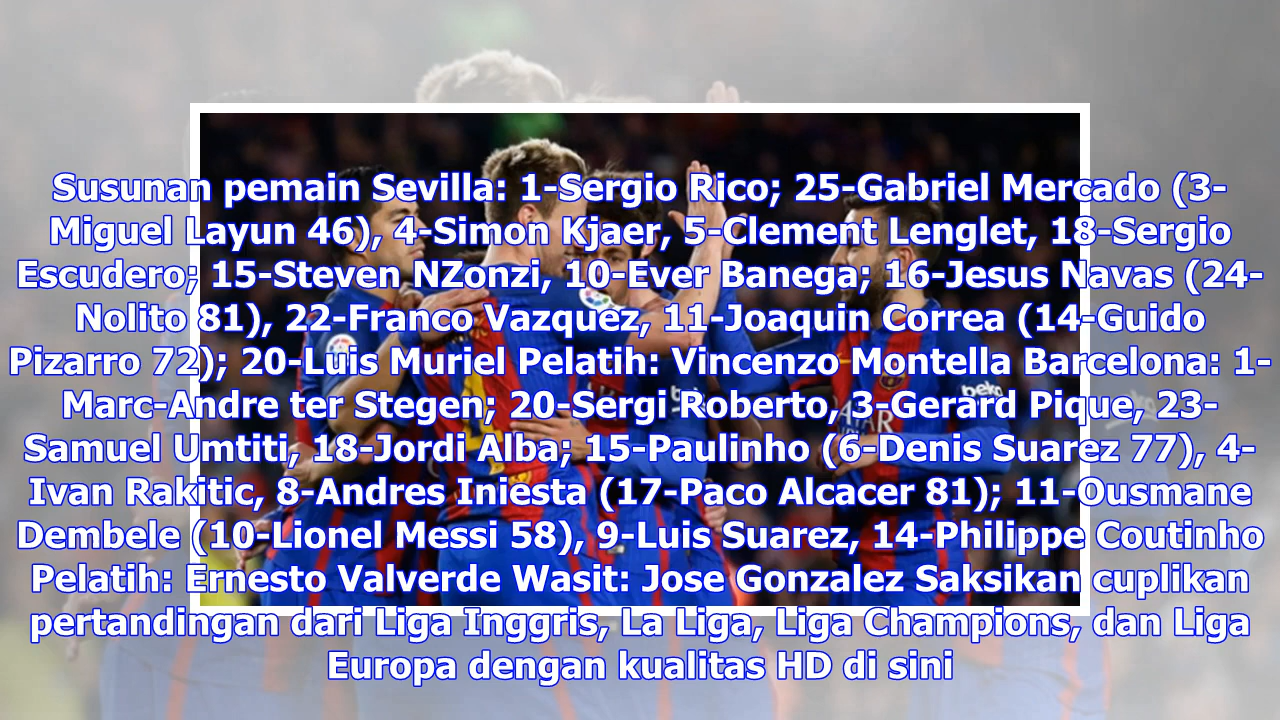 Susunan pemain Sevilla: 1-Sergio Rico; 25-Gabriel Mercado (3-
Miguel Layun 46), 4-Simon Kjaer, 5-Clement Lenglet, 18-Sergio
Escudero; 15-Steven NZonzi, 10-Ever Banega; 16-Jesus Navas (24-
Nolito 81), 22-Franco Vazquez, 11-Joaquin Correa (14-Guido
Pizarro 72); 20-Luis Muriel Pelatih: Vincenzo Montella Barcelona: 1-
Marc-Andre ter Stegen; 20-Sergi Roberto, 3-Gerard Pique, 23-
Samuel Umtiti, 18-Jordi Alba; 15-Paulinho (6-Denis Suarez 77), 4-
Ivan Rakitic, 8-Andres Iniesta (17-Paco Alcacer 81); 11-Ousmane
Dembele (10-Lionel Messi 58), 9-Luis Suarez, 14-Philippe Coutinho
Pelatih: Ernesto Valverde Wasit: Jose Gonzalez Saksikan cuplikan
pertandingan dari Liga Inggris, La Liga, Liga Champions, dan Liga
Europa dengan kualitas HD di sini
beko